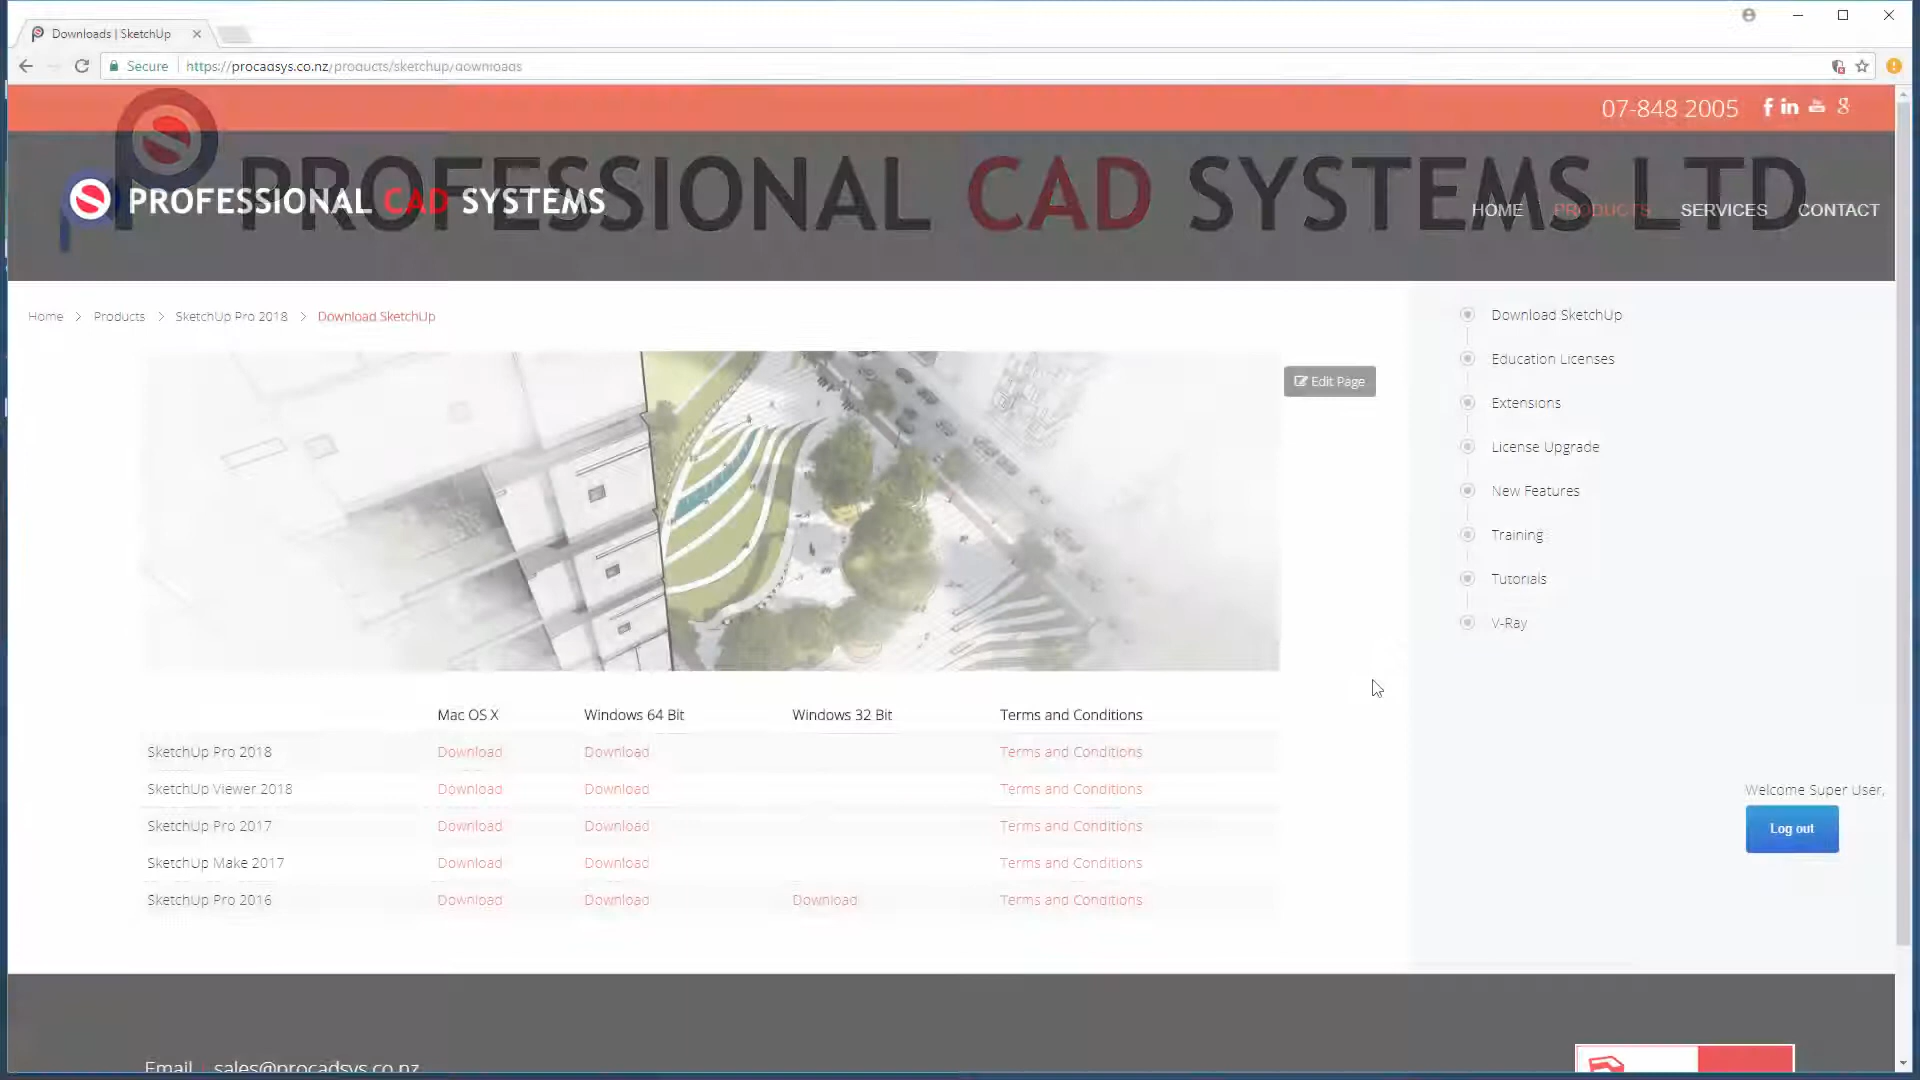 Downloads | SketchUp
Secure
https://procadsys.co.nz/products/sketchup/downloads
07-848 2005
PROFESSIONAL CAD SYSTEMS LTD
PROFESSIONAL CAD SYSTEMS
HOME PRODUCTS SERVICES CONTACT
Home > Products > SketchUp Pro 2018 > Download SketchUp
Edit Page
Mac OS X Windows 64 Bit Windows 32 Bit Terms and Conditions
SketchUp Pro 2018 Download Download Terms and Conditions
SketchUp Viewer 2018 Download Download Terms and Conditions
SketchUp Pro 2017 Download Download Terms and Conditions
SketchUp Make 2017 Download Download Terms and Conditions
SketchUp Pro 2016 Download Download Download Terms and Conditions
Download SketchUp
Education Licenses
Extensions
License Upgrade
New Features
Training
Tutorials
V-Ray
Welcome Super User,
Log out
Email sales@procadsys.co.nz